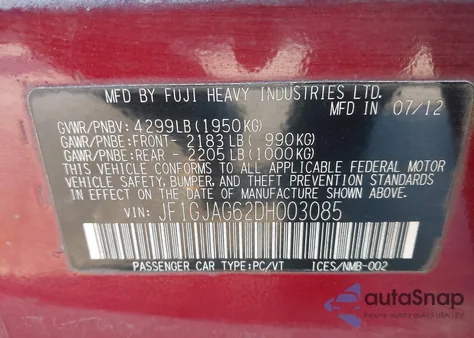 MFD BY FUJI HEAVY INDUSTRIES LTD.
MFD IN 07/12
GVWR/PNBV: 4299LB(1950KG)
GAWR/PNBE:FRONT- 2183LB( 990KG)
GAWR/PNBE:REAR - 2205LB(1000KG)
THIS VEHICLE CONFORMS TO ALL APPLICABLE FEDERAL MOTOR
VEHICLE SAFETY, BUMPER, AND THEFT PREVENTION STANDARDS
IN EFFECT ON THE DATE OF MANUFACTURE SHOWN ABOVE.
VIN: JF1GJAG62DH003085
PASSENGER CAR TYPE:PC/VT ICES/NMB-002
autaSnap